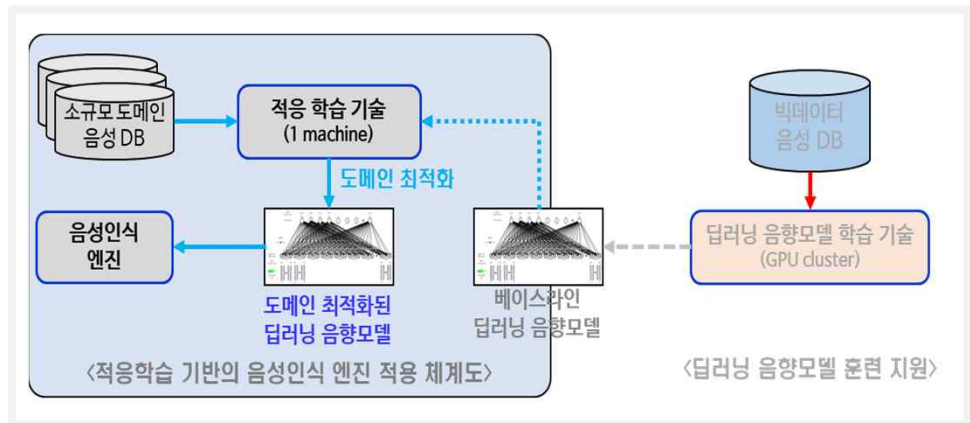 소규모 도메인
음성 DB
적응 학습 기술
(1 machine)
도메인 최적화
음성인식
엔진
도메인 최적화된
딥러닝 음향모델
베이스라인
딥러닝 음향모델
〈적응학습 기반의 음성인식 엔진 적용 체계도〉
빅데이터
음성 DB
딥러닝 음향모델 학습 기술
(GPU cluster)
〈딥러닝 음향모델 훈련 지원〉